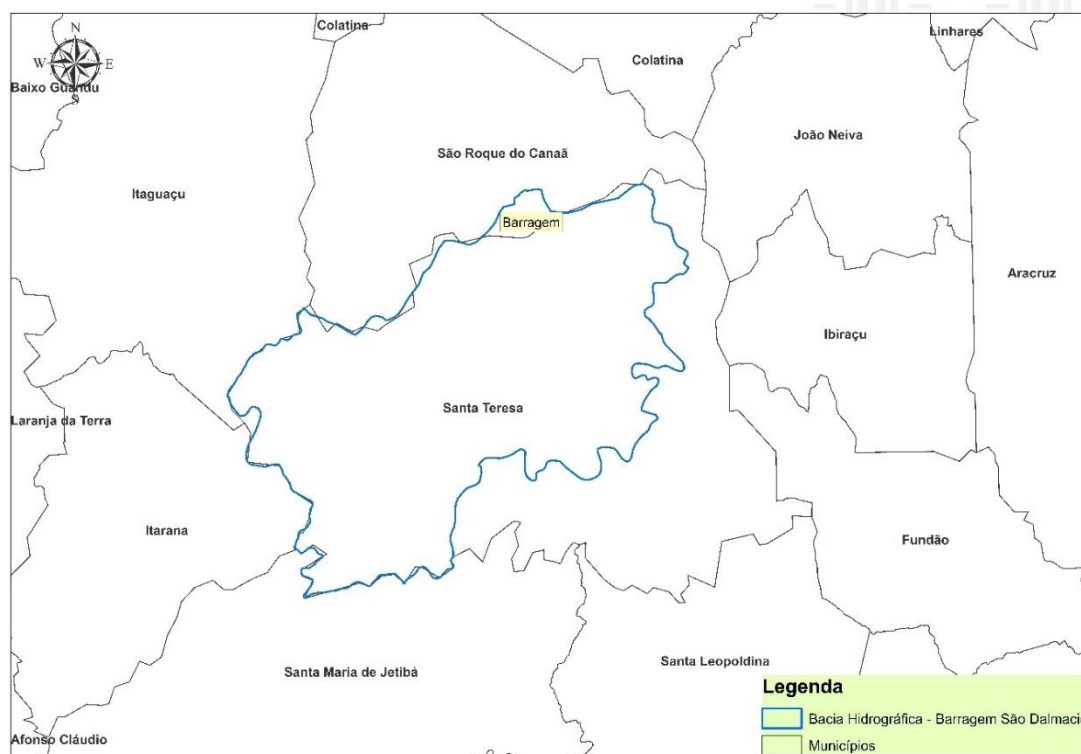 Colatina
Linhares
N
Colatina
W E
Baixo Guandu
S
João Neiva
São Roque do Canaã
Itaguaçu
Barragem
Aracruz
Ibiraçu
Santa Teresa
Laranja da Terra
Itarana
Fundão
Santa Maria de Jetibá
Santa Leopoldina
Legenda
Bacia Hidrográfica - Barragem São Dalmaci
Afonso Cláudio
Municípios